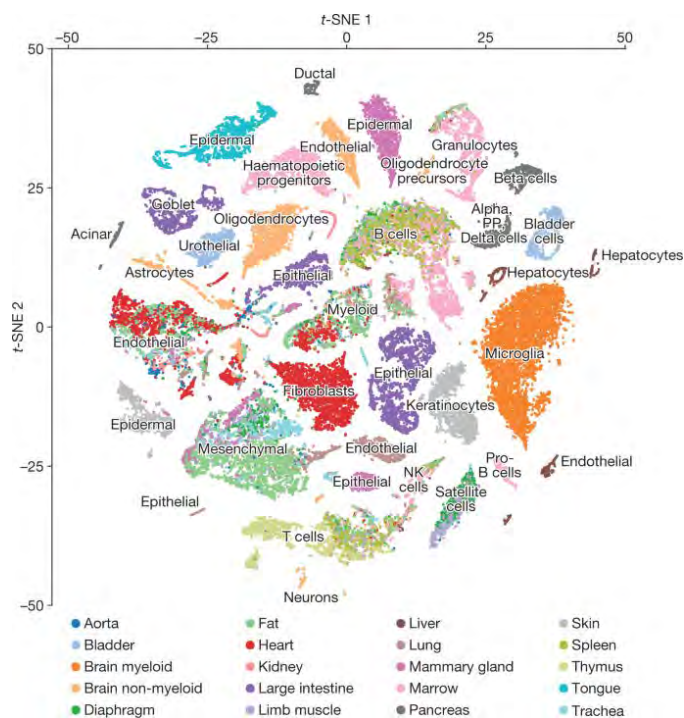 t-SNE 1
−50
−25
0
25
50
50
25
0
−25
−50
t-SNE 2
Ductal
Epidermal
Epidermal
Endothelial
Granulocytes
Haematopoietic
progenitors
Oligodendrocyte
precursors
Beta cells
Goblet
Oligodendrocytes
Acinar
Urothelial
B cells
Alpha,
PP,
Delta cells
Bladder
cells
Hepatocytes
Astrocytes
Epithelial
Hepatocytes
Myeloid
Endothelial
Microglia
Epithelial
Fibroblasts
Keratinocytes
Epidermal
Mesenchymal
Endothelial
Pro-
B cells
Endothelial
NK
cells
Epithelial
Satellite
cells
Epithelial
T cells
Neurons
Aorta
Fat
Liver
Skin
Bladder
Heart
Lung
Spleen
Brain myeloid
Kidney
Mammary gland
Thymus
Brain non-myeloid
Large intestine
Marrow
Tongue
Diaphragm
Limb muscle
Pancreas
Trachea